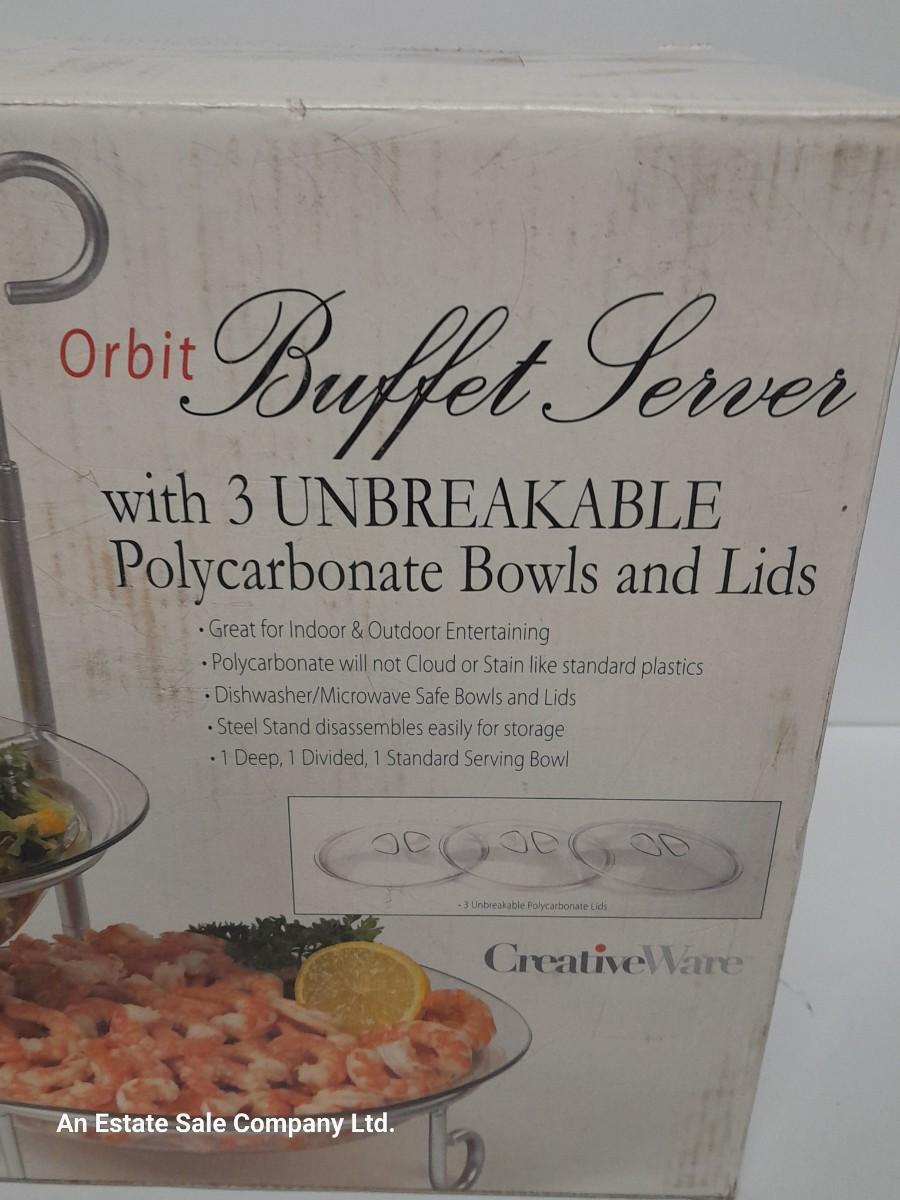 Orbit Buffet Server
with 3 UNBREAKABLE
Polycarbonate Bowls and Lids
• Great for Indoor & Outdoor Entertaining
• Polycarbonate will not Cloud or Stain like standard plastics
• Dishwasher/Microwave Safe Bowls and Lids
• Steel Stand disassembles easily for storage
• 1 Deep, 1 Divided, 1 Standard Serving Bowl
• 3 Unbreakable Polycarbonate Lids
CreativeWare
An Estate Sale Company Ltd.